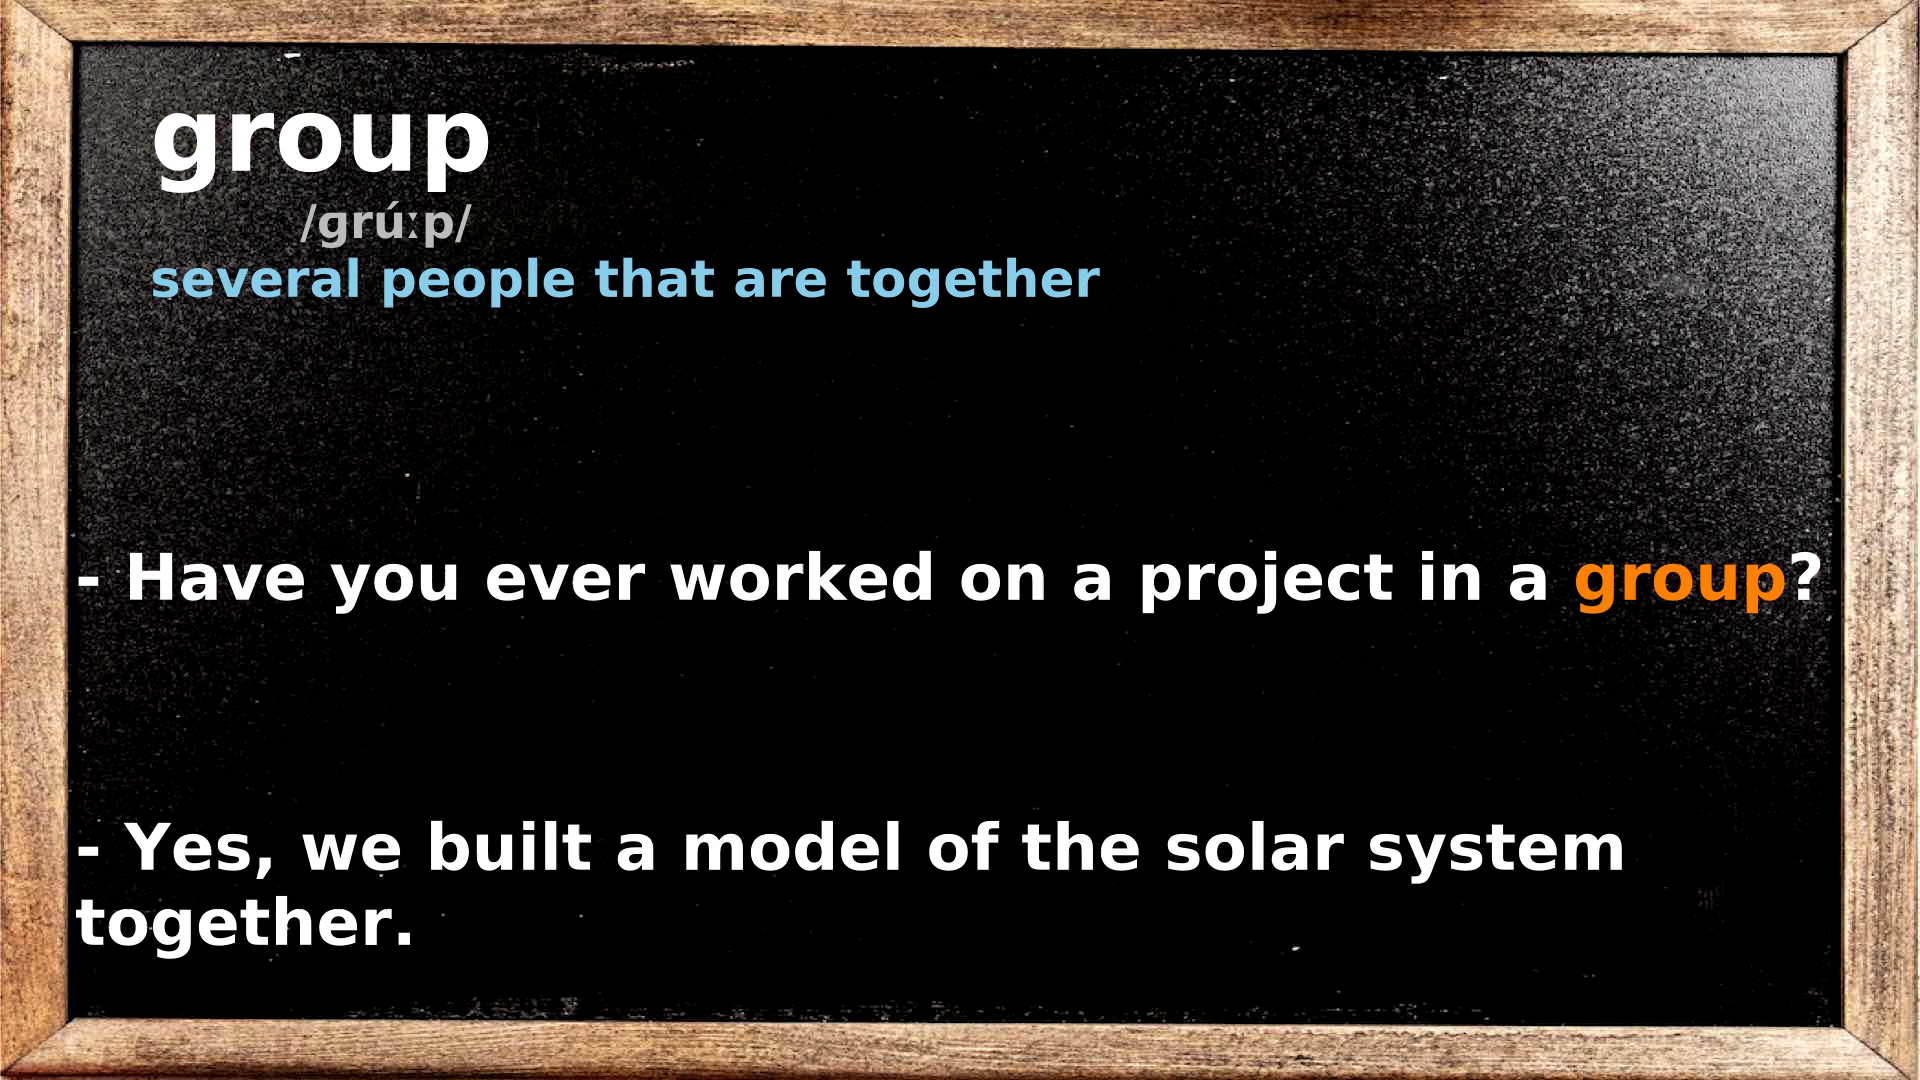 group
/grúːp/
several people that are together
- Have you ever worked on a project in a group?
- Yes, we built a model of the solar system
together.